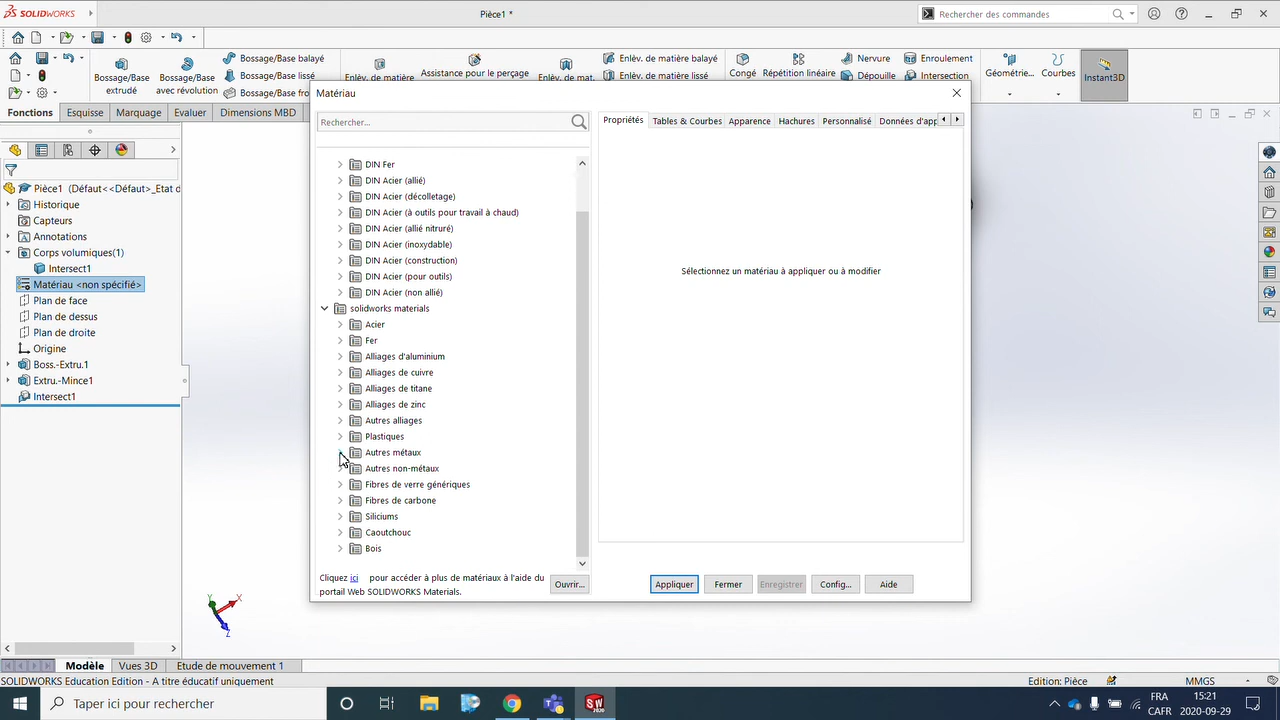 SOLIDWORKS
Pièce1 *
Rechercher des commandes
Bossage/Base
extrudé
Bossage/Base
avec révolution
Bossage/Base balayé
Bossage/Base lissé
Bossage/Base fro
Enlèv. de matière
Assistance pour le perçage
Enlèv. de mat
Enlèv. de matière balayé
Enlèv. de matière lissé
Congé
Répétition linéaire
Nervure
Dépouille
Enroulement
Intersection
Géométrie...
Courbes
Instant3D
Fonctions
Esquisse
Marquage
Evaluer
Dimensions MBD
Pièce1 (Défaut<<Défaut>_Etat d
Historique
Capteurs
Annotations
Corps volumiques(1)
Intersect1
Matériau <non spécifié>
Plan de face
Plan de dessus
Plan de droite
Origine
Boss.-Extru.1
Extru.-Mince1
Intersect1
Matériau
Rechercher...
DIN Fer
DIN Acier (allié)
DIN Acier (décolletage)
DIN Acier (à outils pour travail à chaud)
DIN Acier (allié nitruré)
DIN Acier (inoxydable)
DIN Acier (construction)
DIN Acier (pour outils)
DIN Acier (non allié)
solidworks materials
Acier
Fer
Alliages d'aluminium
Alliages de cuivre
Alliages de titane
Alliages de zinc
Autres alliages
Plastiques
Autres métaux
Autres non-métaux
Fibres de verre génériques
Fibres de carbone
Siliciums
Caoutchouc
Bois
Cliquez ici pour accéder à plus de matériaux à l'aide du
portail Web SOLIDWORKS Materials.
Ouvrir...
Propriétés
Tables & Courbes
Apparence
Hachures
Personnalisé
Données d'app
Sélectionnez un matériau à appliquer ou à modifier
Appliquer
Fermer
Enregistrer
Config...
Aide
Y
X
Z
Modèle
Vues 3D
Etude de mouvement 1
SOLIDWORKS Education Edition - A titre éducatif uniquement
Edition: Pièce
MMGS
Taper ici pour rechercher
SW
2020
FRA
CAFR
15:21
2020-09-29